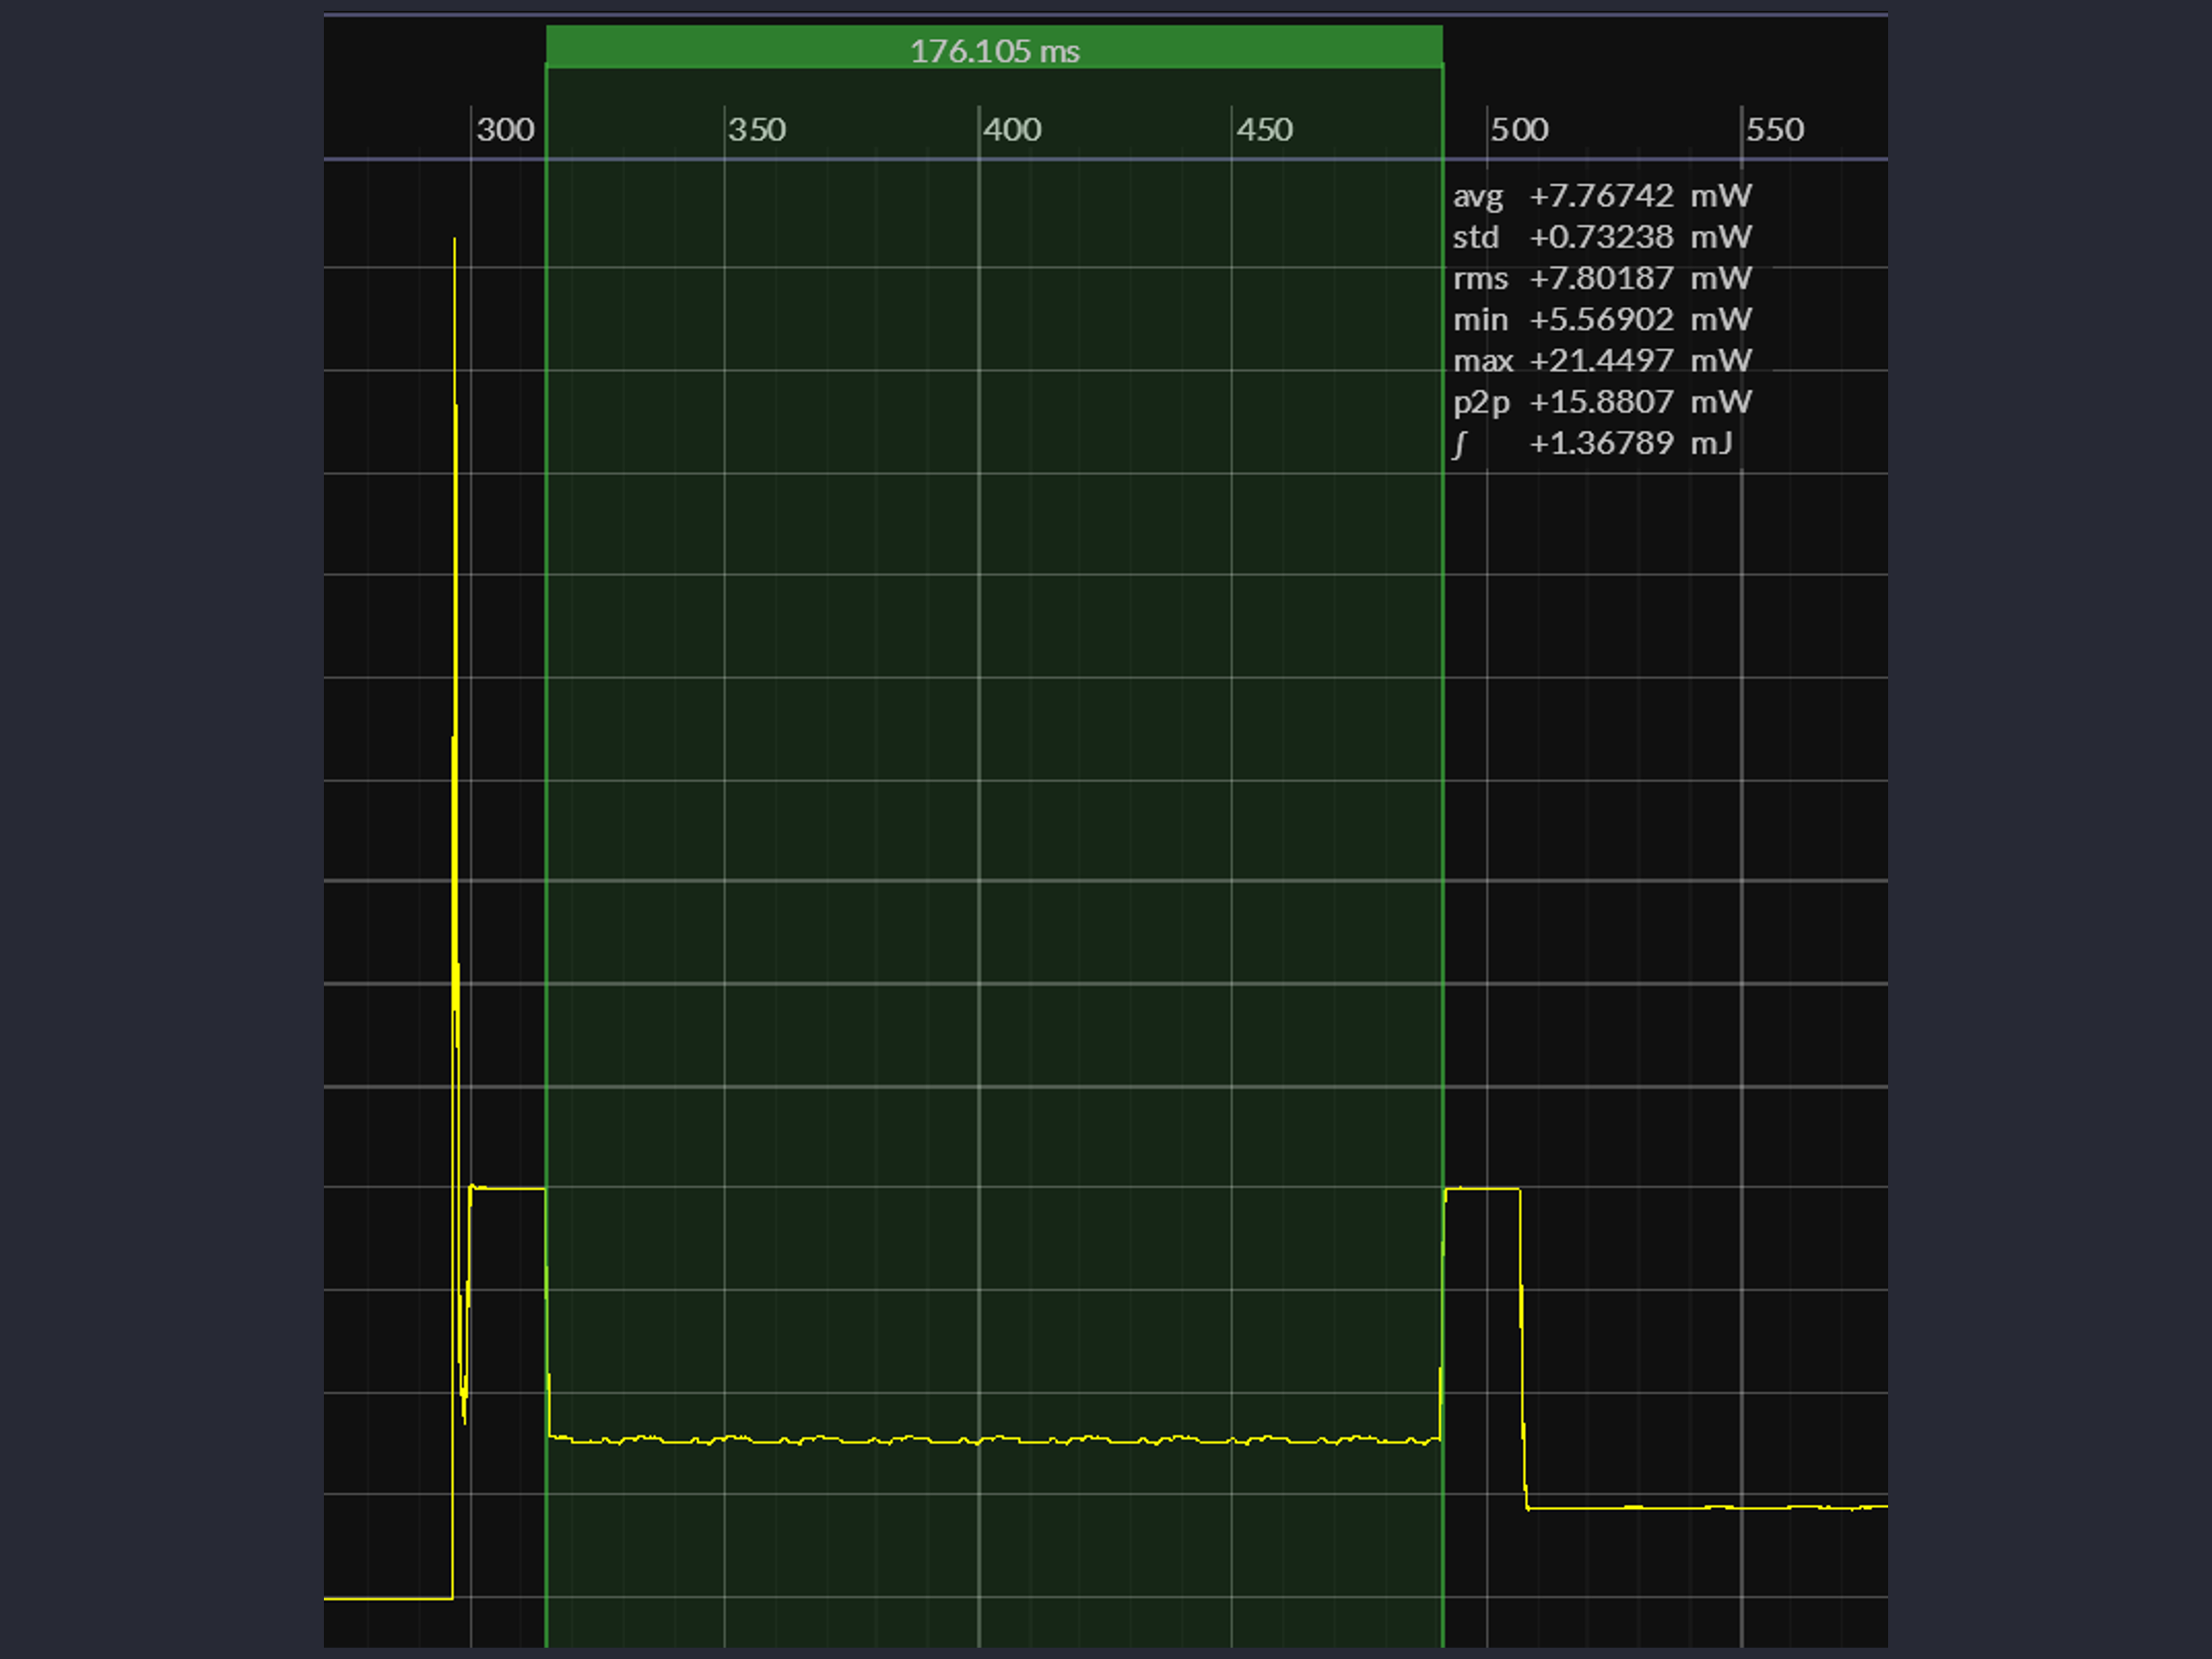 176.105 ms
300 350 400 450 500 550
avg +7.76742 mW
std +0.73238 mW
rms +7.80187 mW
min +5.56902 mW
max +21.4497 mW
p2p +15.8807 mW
∫ +1.36789 mJ